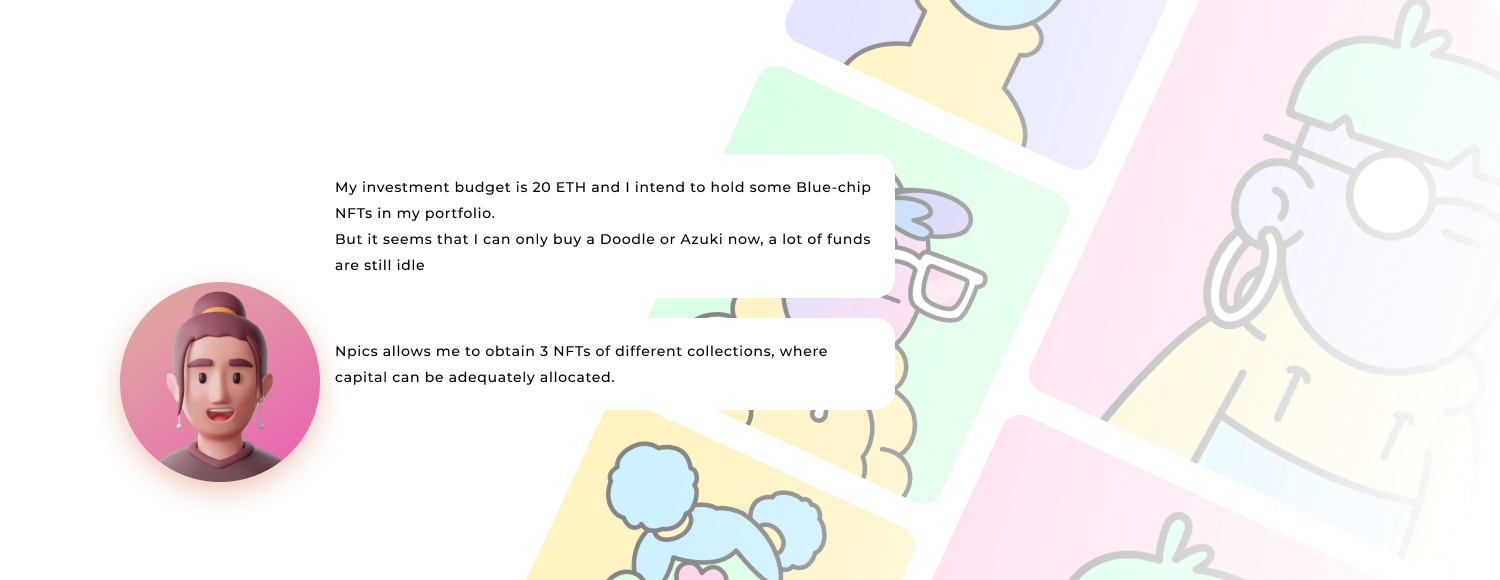 My investment budget is 20 ETH and I intend to hold some Blue-chip
NFTs in my portfolio.
But it seems that I can only buy a Doodle or Azuki now, a lot of funds
are still idle
Npics allows me to obtain 3 NFTs of different collections, where
capital can be adequately allocated.